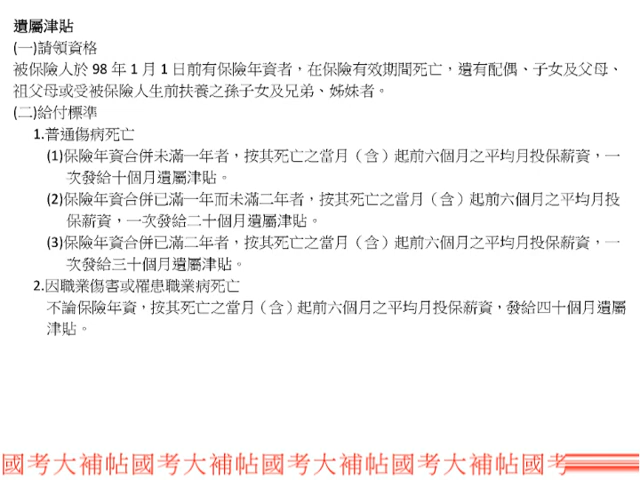 遺屬津貼
(一)請領資格
被保險人於 98 年 1 月 1 日前有保險年資者，在保險有效期間死亡，遺有配偶、子女及父母、
祖父母或受被保險人生前扶養之孫子女及兄弟、姊妹者。
(二)給付標準
1.普通傷病死亡
(1)保險年資合併未滿一年者，按其死亡之當月（含）起前六個月之平均月投保薪資，一
次發給十個月遺屬津貼。
(2)保險年資合併已滿一年而未滿二年者，按其死亡之當月（含）起前六個月之平均月投
保薪資，一次發給二十個月遺屬津貼。
(3)保險年資合併已滿二年者，按其死亡之當月（含）起前六個月之平均月投保薪資，一
次發給三十個月遺屬津貼。
2.因職業傷害或罹患職業病死亡
不論保險年資，按其死亡之當月（含）起前六個月之平均月投保薪資，發給四十個月遺屬
津貼。
國考大補帖國考大補帖國考大補帖國考大補帖國考